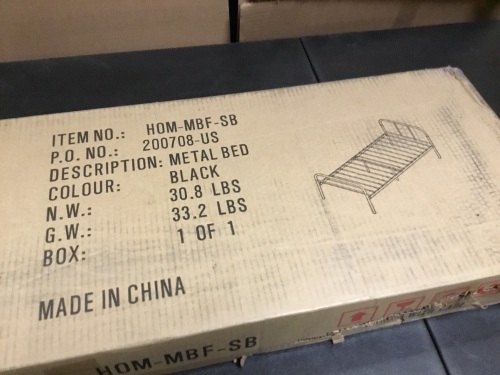 ITEM NO.: HOM-MBF-SB
P.O. NO.: 200708-US
DESCRIPTION: METAL BED
COLOUR: BLACK
N.W.: 30.8 LBS
G.W.: 33.2 LBS
BOX: 1 OF 1
MADE IN CHINA
HOM-MBF-SB